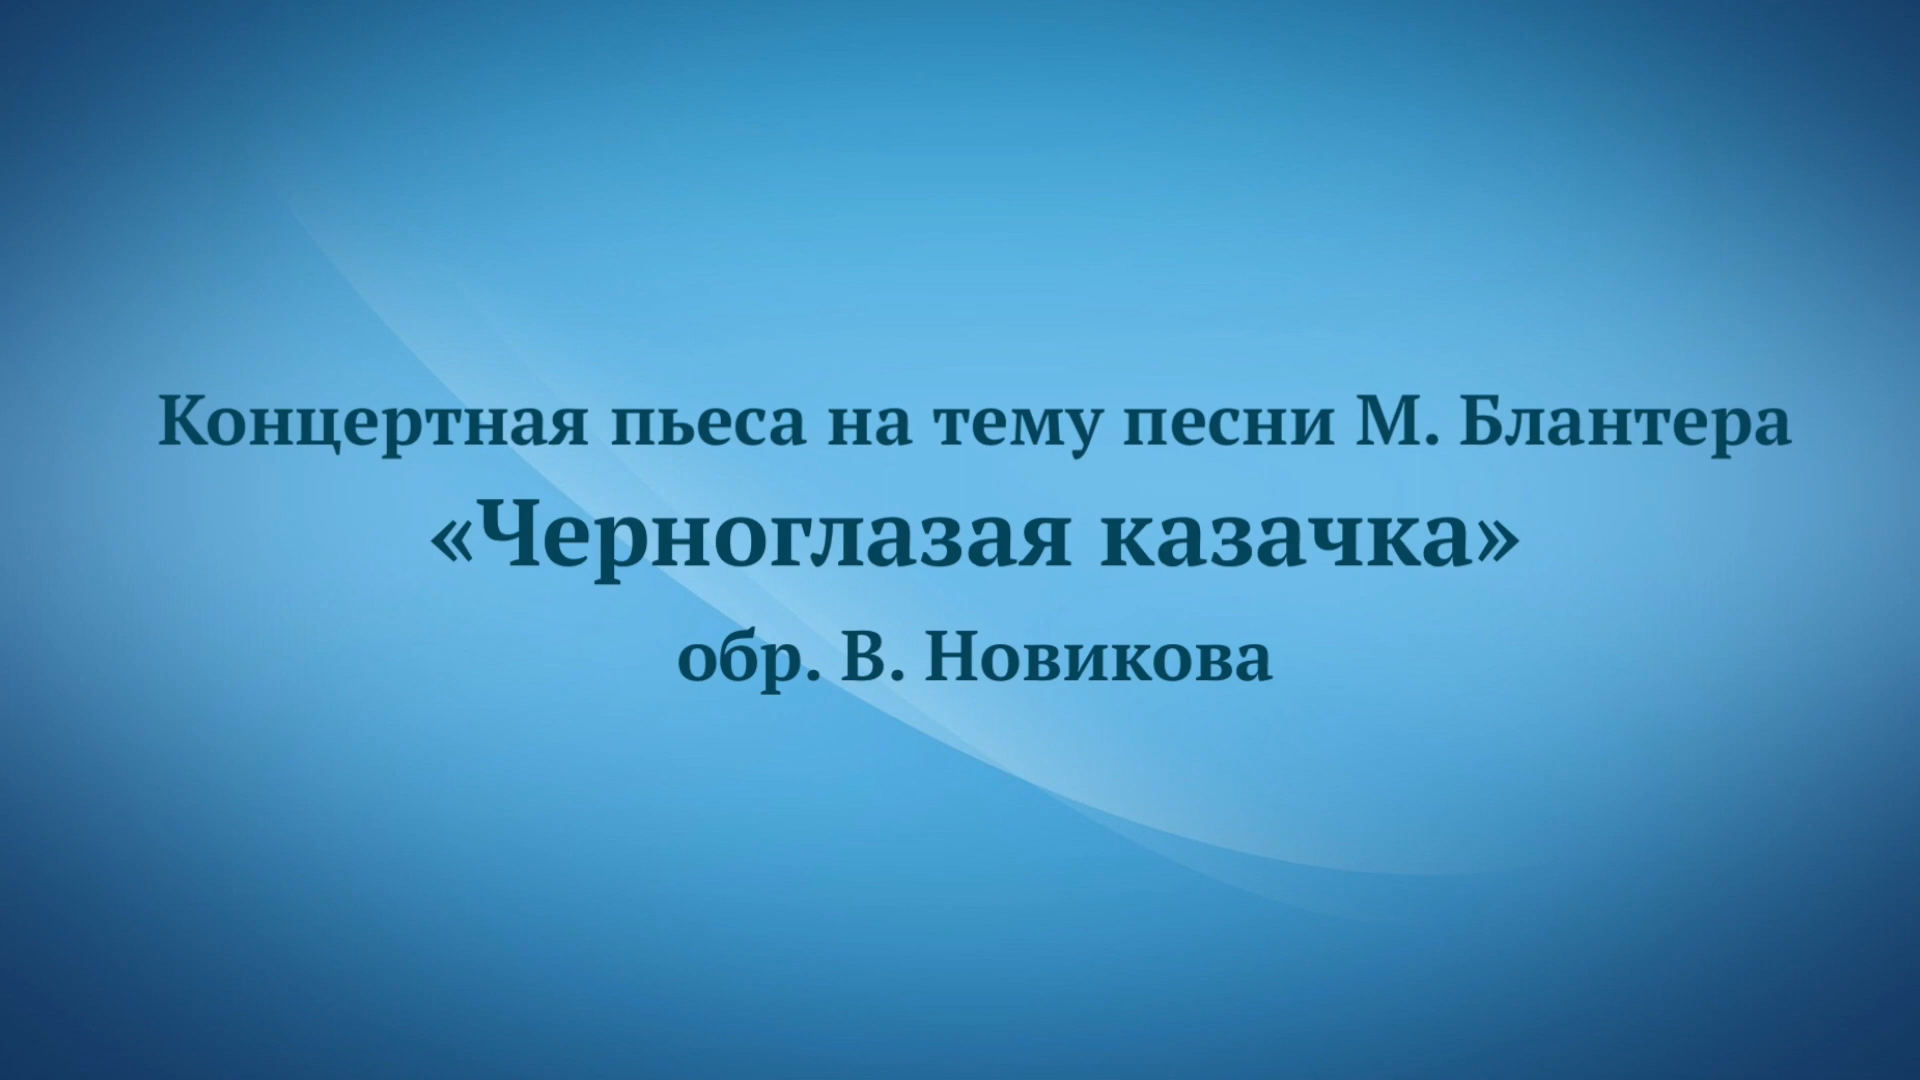 Концертная пьеса на тему песни М. Блантера
«Черноглазая казачка»
обр. В. Новикова